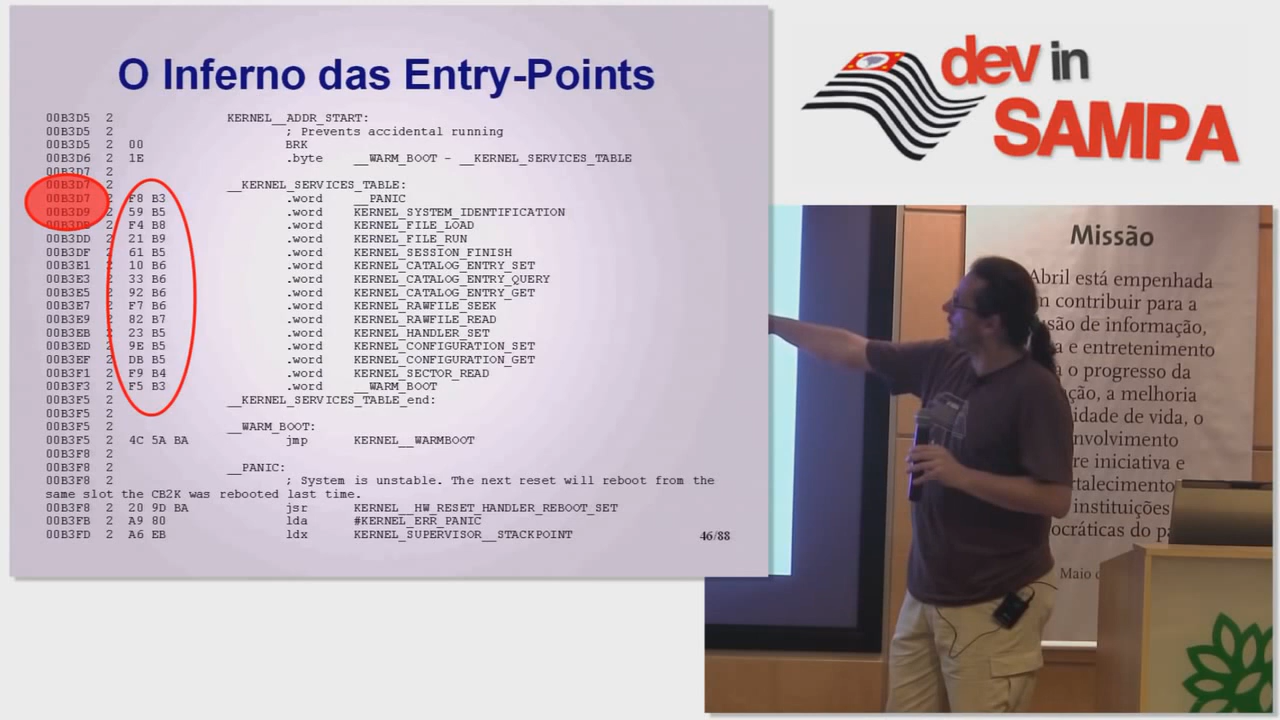 O Inferno das Entry-Points
00B3D5 2 KERNEL__ADDR_START:
00B3D5 2 ; Prevents accidental running
00B3D5 2 00 BRK
00B3D6 2 1E .byte __WARM_BOOT - __KERNEL_SERVICES_TABLE
00B3D7 2
00B3D7 2 __KERNEL_SERVICES_TABLE:
00B3D7 2 F8 B3 .word __PANIC
00B3D9 2 59 B5 .word KERNEL_SYSTEM_IDENTIFICATION
00B3DB 2 F4 B8 .word KERNEL_FILE_LOAD
00B3DD 2 21 B9 .word KERNEL_FILE_RUN
00B3DF 2 61 B5 .word KERNEL_SESSION_FINISH
00B3E1 2 10 B6 .word KERNEL_CATALOG_ENTRY_SET
00B3E3 2 33 B6 .word KERNEL_CATALOG_ENTRY_QUERY
00B3E5 2 92 B6 .word KERNEL_CATALOG_ENTRY_GET
00B3E7 2 F7 B6 .word KERNEL_RAWFILE_SEEK
00B3E9 2 82 B7 .word KERNEL_RAWFILE_READ
00B3EB 2 23 B5 .word KERNEL_HANDLER_SET
00B3ED 2 9E B5 .word KERNEL_CONFIGURATION_SET
00B3EF 2 DB B5 .word KERNEL_CONFIGURATION_GET
00B3F1 2 F9 B4 .word KERNEL_SECTOR_READ
00B3F3 2 F5 B3 .word __WARM_BOOT
00B3F5 2 __KERNEL_SERVICES_TABLE_end:
00B3F5 2
00B3F5 2 __WARM_BOOT:
00B3F5 2 4C 5A BA jmp KERNEL__WARMBOOT
00B3F8 2
00B3F8 2 __PANIC:
00B3F8 2 ; System is unstable. The next reset will reboot from the
same slot the CB2K was rebooted last time.
00B3F8 2 20 9D BA jsr KERNEL__HW_RESET_HANDLER_REBOOT_SET
00B3FB 2 A9 80 lda #KERNEL_ERR_PANIC
00B3FD 2 A6 EB ldx KERNEL_SUPERVISOR__STACKPOINT
46/88
dev in
SAMPA
Missão
Abril está empenhada
contribuir para a
de informação,
e entretenimento
o progresso da
a melhoria
de vida, o
iniciativa e
instituições
Maio